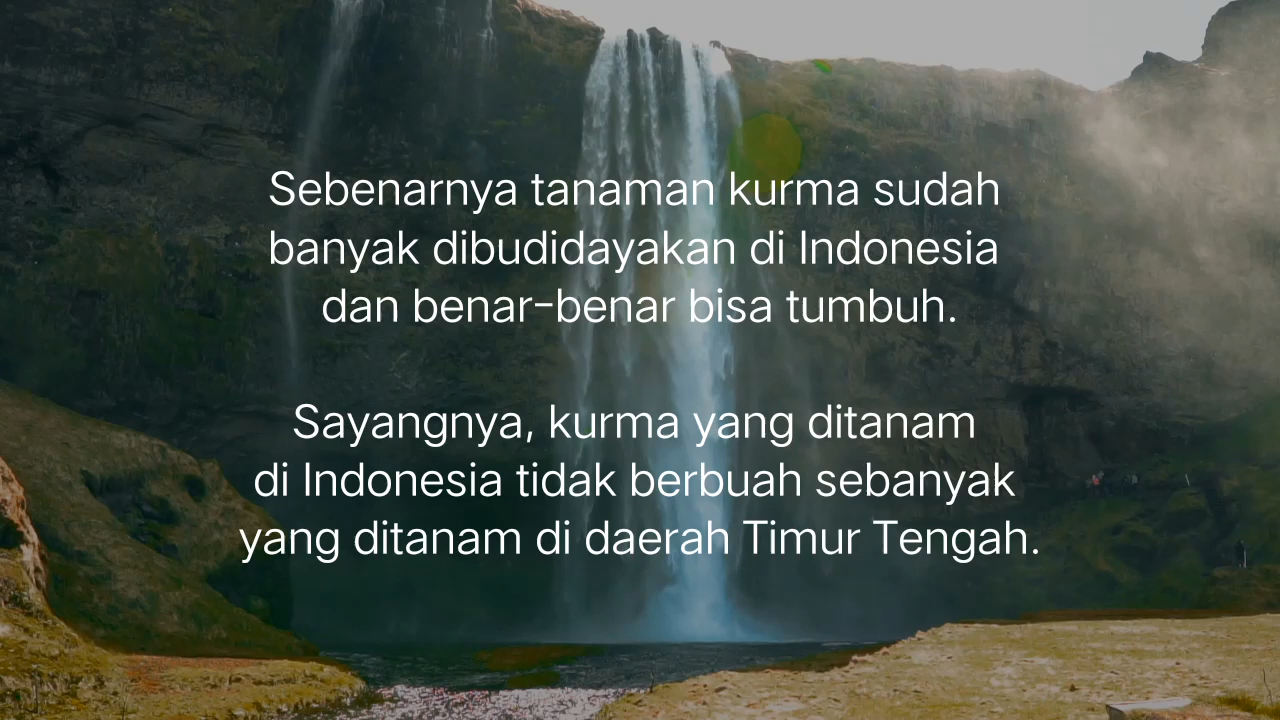 Sebenarnya tanaman kurma sudah
banyak dibudidayakan di Indonesia
dan benar-benar bisa tumbuh.
Sayangnya, kurma yang ditanam
di Indonesia tidak berbuah sebanyak
yang ditanam di daerah Timur Tengah.